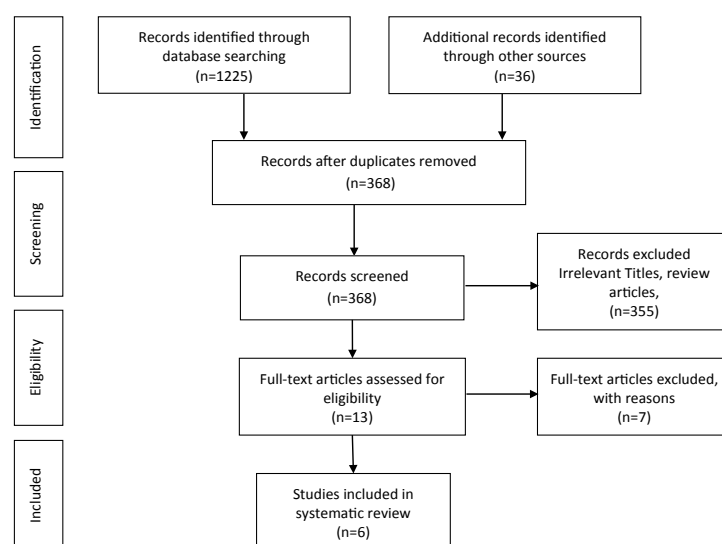 Identification
Records identified through
database searching
(n=1225)
Additional records identified
through other sources
(n=36)
Records after duplicates removed
(n=368)
Screening
Records screened
(n=368)
Records excluded
Irrelevant Titles, review
articles,
(n=355)
Eligibility
Full-text articles assessed for
eligibility
(n=13)
Full-text articles excluded,
with reasons
(n=7)
Included
Studies included in
systematic review
(n=6)